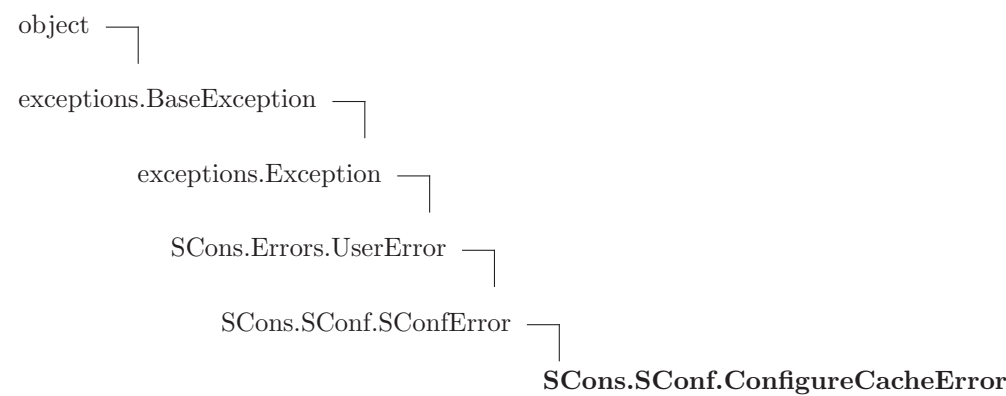 object
exceptions.BaseException
exceptions.Exception
SCons.Errors.UserError
SCons.SConf.SConfError
SCons.SConf.ConfigureCacheError